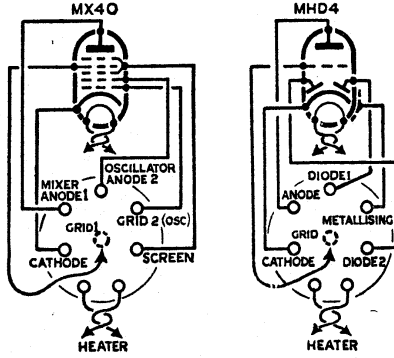 MX40
OSCILLATOR
ANODE 2
MIXER
ANODE 1
GRID 2 (OSC)
GRID 1
CATHODE
SCREEN
HEATER
MHD4
DIODE 1
ANODE
METALLISING
GRID
CATHODE
DIODE 2
HEATER